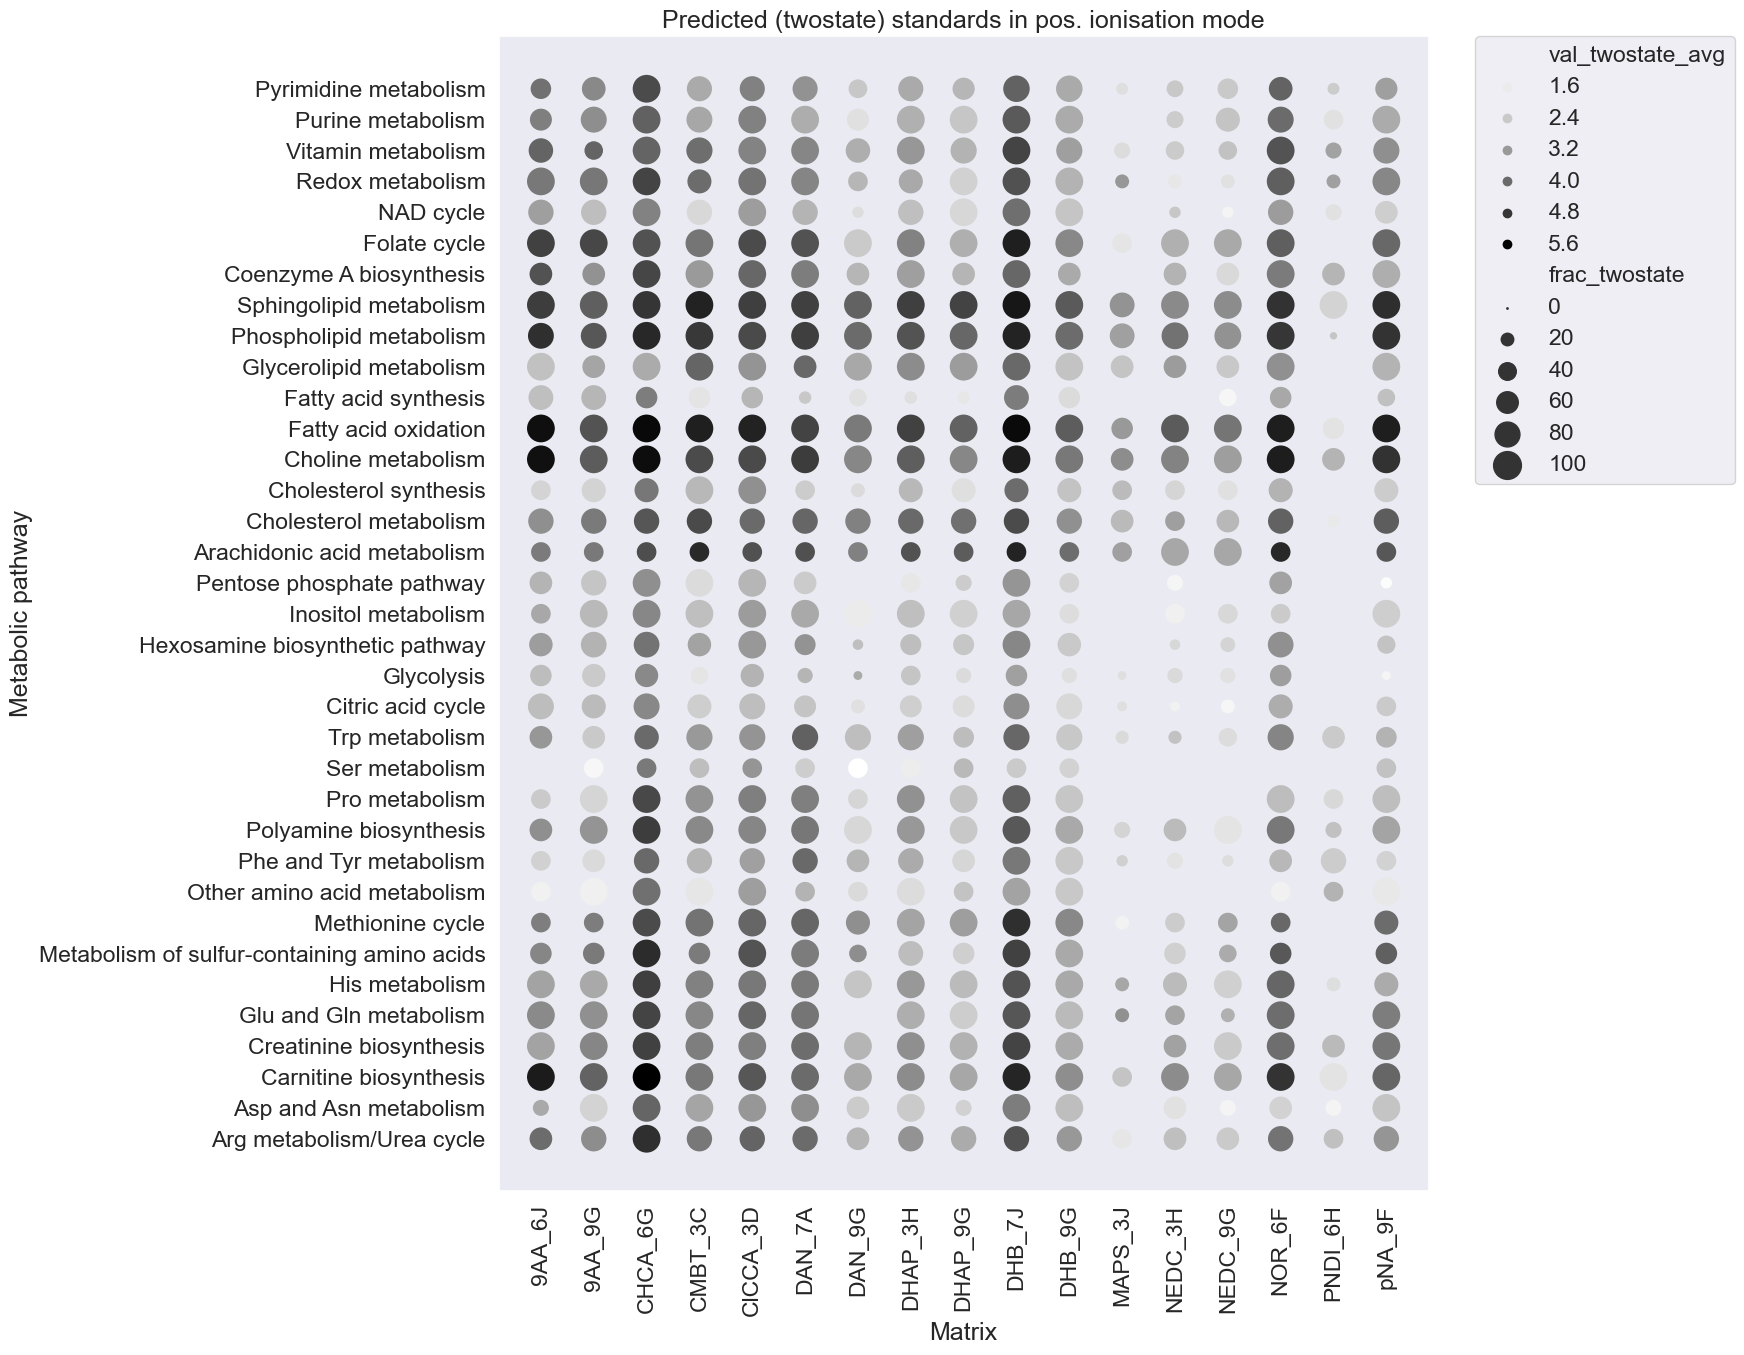 Predicted (twostate) standards in pos. ionisation mode
Metabolic pathway
Pyrimidine metabolism
Purine metabolism
Vitamin metabolism
Redox metabolism
NAD cycle
Folate cycle
Coenzyme A biosynthesis
Sphingolipid metabolism
Phospholipid metabolism
Glycerolipid metabolism
Fatty acid synthesis
Fatty acid oxidation
Choline metabolism
Cholesterol synthesis
Cholesterol metabolism
Arachidonic acid metabolism
Pentose phosphate pathway
Inositol metabolism
Hexosamine biosynthetic pathway
Glycolysis
Citric acid cycle
Trp metabolism
Ser metabolism
Pro metabolism
Polyamine biosynthesis
Phe and Tyr metabolism
Other amino acid metabolism
Methionine cycle
Metabolism of sulfur-containing amino acids
His metabolism
Glu and Gln metabolism
Creatinine biosynthesis
Carnitine biosynthesis
Asp and Asn metabolism
Arg metabolism/Urea cycle
9AA_6J
9AA_9G
CHCA_6G
CMBT_3C
ClCCA_3D
DAN_7A
DAN_9G
DHAP_3H
DHAP_9G
DHB_7J
DHB_9G
MAPS_3J
NEDC_3H
NEDC_9G
NOR_6F
PNDI_6H
pNA_9F
Matrix
val_twostate_avg
1.6
2.4
3.2
4.0
4.8
5.6
frac_twostate
0
20
40
60
80
100